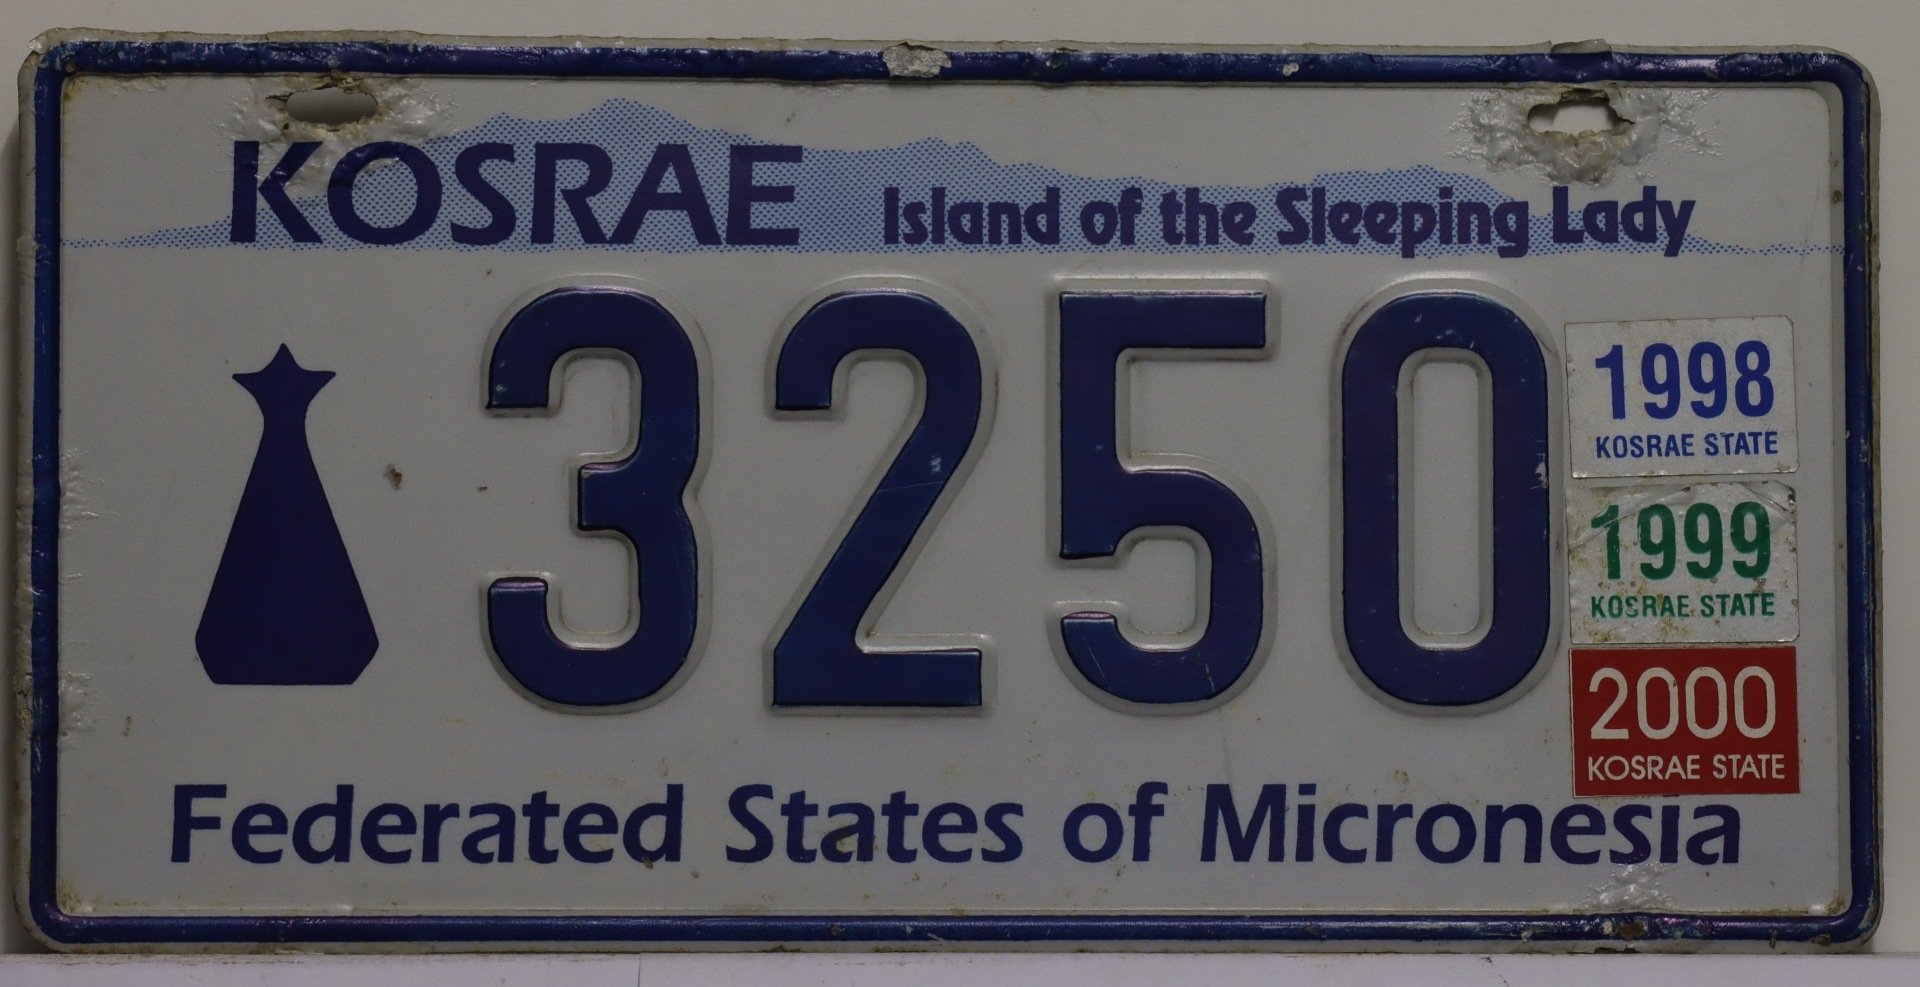 KOSRAE Island of the Sleeping Lady
3250
1998
KOSRAE STATE
1999
KOSRAE STATE
2000
KOSRAE STATE
Federated States of Micronesia